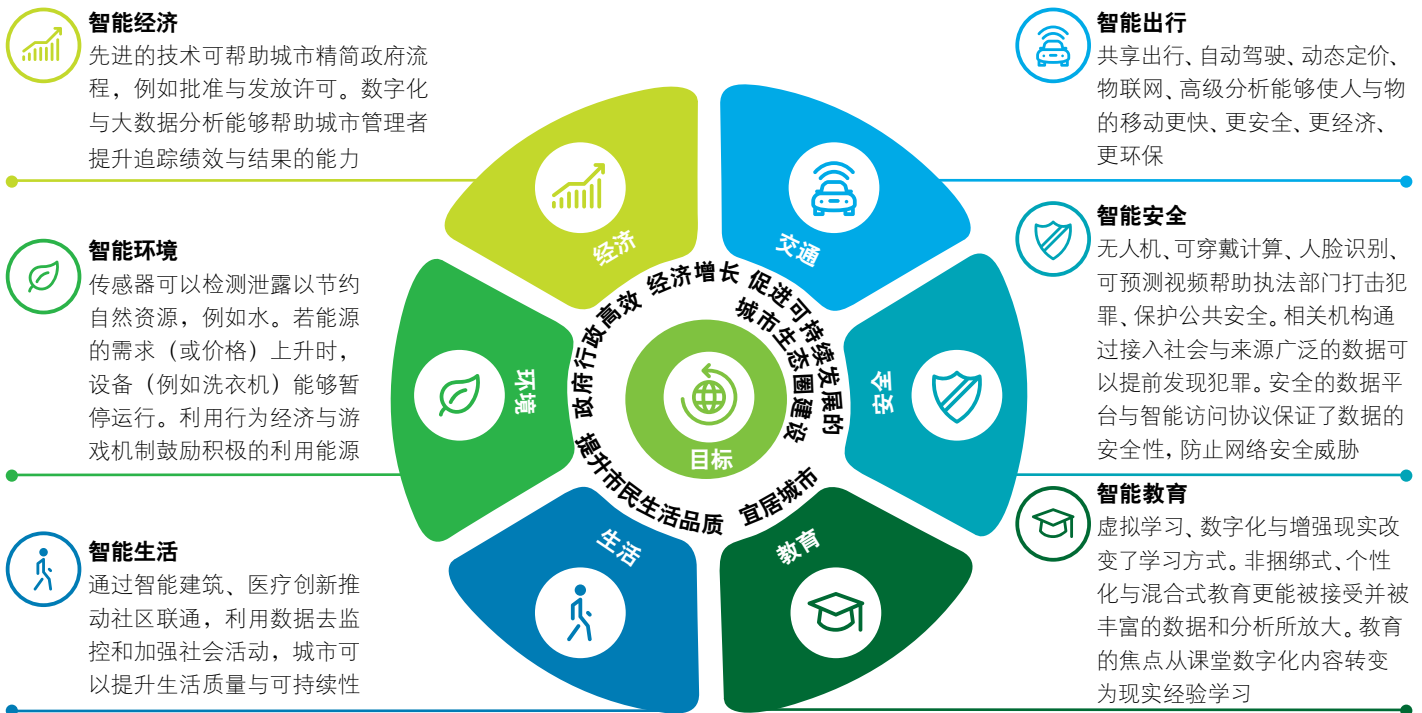 智能经济
先进的技术可帮助城市精简政府流
程，例如批准与发放许可。数字化
与大数据分析能够帮助城市管理者
提升追踪绩效与结果的能力
智能环境
传感器可以检测泄露以节约
自然资源，例如水。若能源
的需求（或价格）上升时，
设备（例如洗衣机）能够暂
停运行。利用行为经济与游
戏机制鼓励积极的利用能源
智能生活
通过智能建筑、医疗创新推
动社区联通，利用数据去监
控和加强社会活动，城市可
以提升生活质量与可持续性
经济
交通
环境
安全
生活
教育
政府行政高效
经济增长
促进可持续发展的
城市生态圈建设
提升市民生活品质
宜居城市
目标
智能出行
共享出行、自动驾驶、动态定价、
物联网、高级分析能够使人与物
的移动更快、更安全、更经济、
更环保
智能安全
无人机、可穿戴计算、人脸识别、
可预测视频帮助执法部门打击犯
罪、保护公共安全。相关机构通
过接入社会与来源广泛的数据可
以提前发现犯罪。安全的数据平
台与智能访问协议保证了数据的
安全性，防止网络安全威胁
智能教育
虚拟学习、数字化与增强现实改
变了学习方式。非捆绑式、个性
化与混合式教育更能被接受并被
丰富的数据和分析所放大。教育
的焦点从课堂数字化内容转变
为现实经验学习